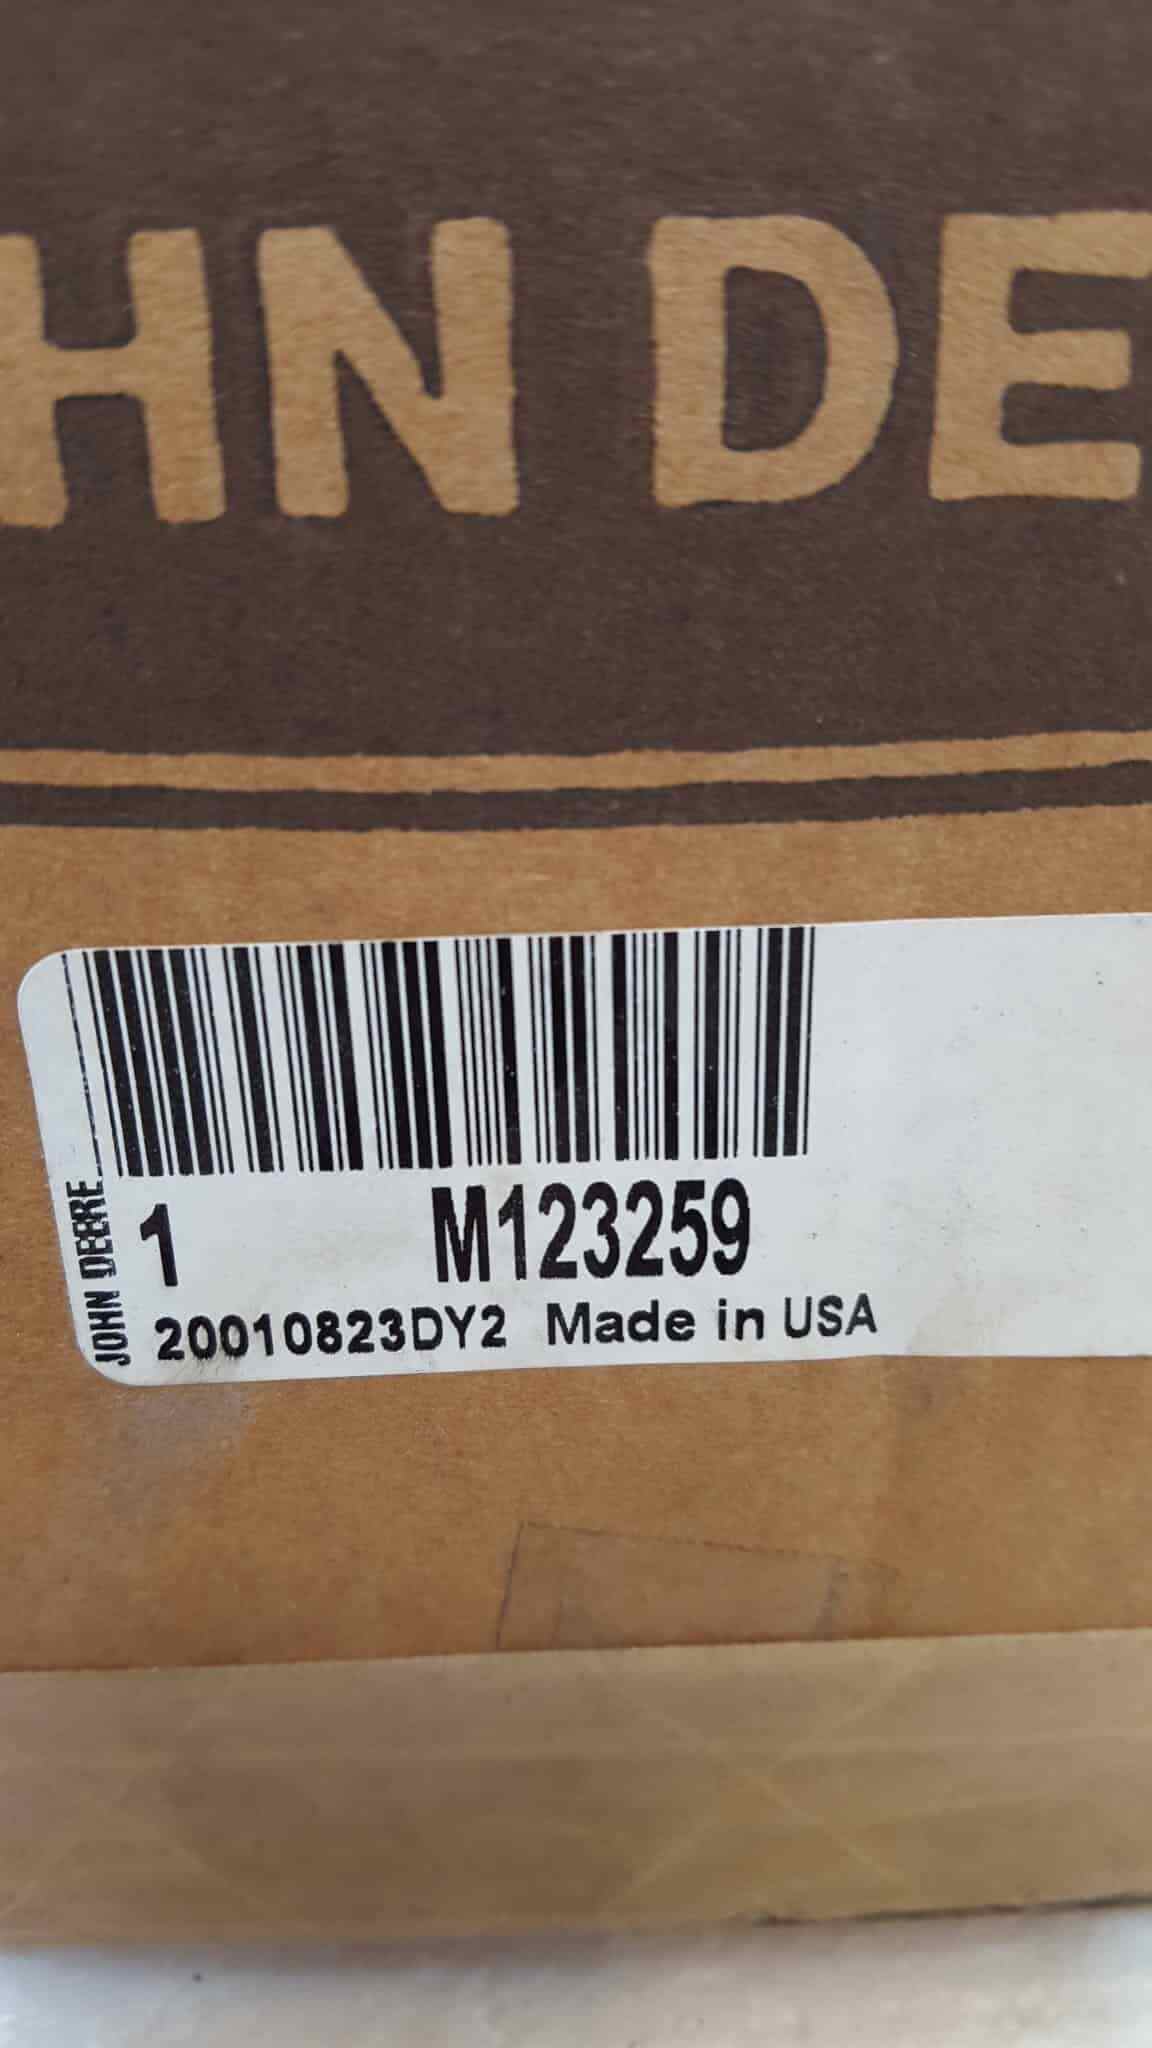 HN DE
JOHN DEERE
1 M123259
20010823DY2 Made in USA